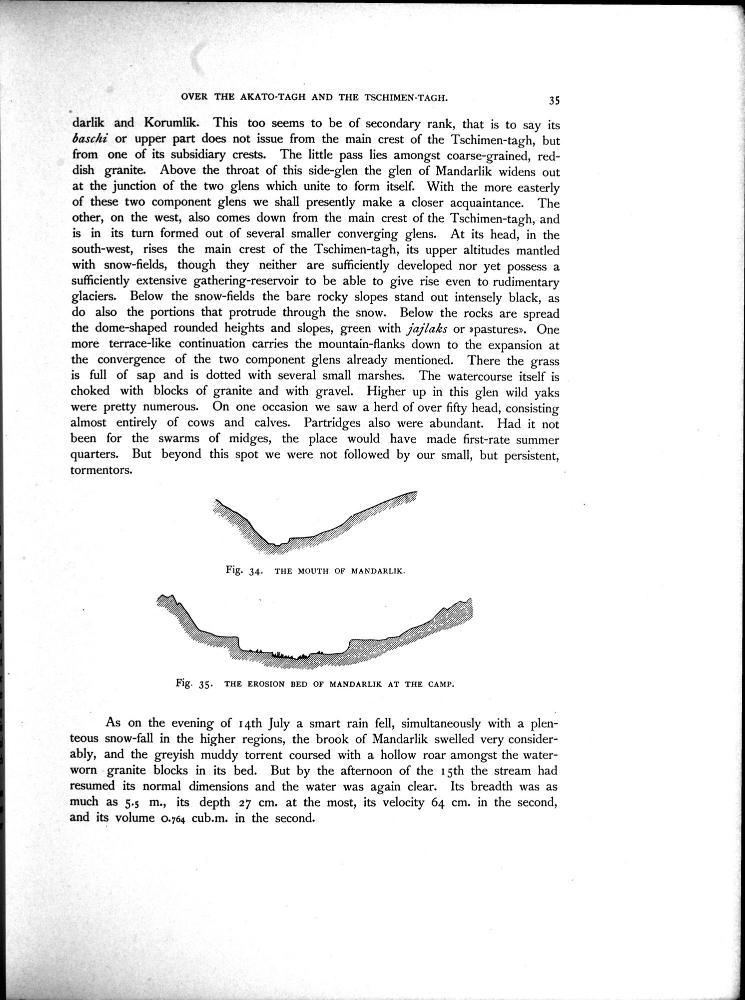 OVER THE AKATO-TAGH AND THE TSCHIMEN-TAGH. 35
darlik and Korumlik. This too seems to be of secondary rank, that is to say its
baschi or upper part does not issue from the main crest of the Tschimen-tagh, but
from one of its subsidiary crests. The little pass lies amongst coarse-grained, red-
dish granite. Above the throat of this side-glen the glen of Mandarlik widens out
at the junction of the two glens which unite to form itself. With the more easterly
of these two component glens we shall presently make a closer acquaintance. The
other, on the west, also comes down from the main crest of the Tschimen-tagh, and
is in its turn formed out of several smaller converging glens. At its head, in the
south-west, rises the main crest of the Tschimen-tagh, its upper altitudes mantled
with snow-fields, though they neither are sufficiently developed nor yet possess a
sufficiently extensive gathering-reservoir to be able to give rise even to rudimentary
glaciers. Below the snow-fields the bare rocky slopes stand out intensely black, as
do also the portions that protrude through the snow. Below the rocks are spread
the dome-shaped rounded heights and slopes, green with jajlaks or »pastures». One
more terrace-like continuation carries the mountain-flanks down to the expansion at
the convergence of the two component glens already mentioned. There the grass
is full of sap and is dotted with several small marshes. The watercourse itself is
choked with blocks of granite and with gravel. Higher up in this glen wild yaks
were pretty numerous. On one occasion we saw a herd of over fifty head, consisting
almost entirely of cows and calves. Partridges also were abundant. Had it not
been for the swarms of midges, the place would have made first-rate summer
quarters. But beyond this spot we were not followed by our small, but persistent,
tormentors.
Fig. 34. THE MOUTH OF MANDARLIK.
Fig. 35. THE EROSION BED OF MANDARLIK AT THE CAMP.
As on the evening of 14th July a smart rain fell, simultaneously with a plen-
teous snow-fall in the higher regions, the brook of Mandarlik swelled very consider-
ably, and the greyish muddy torrent coursed with a hollow roar amongst the water-
worn granite blocks in its bed. But by the afternoon of the 15th the stream had
resumed its normal dimensions and the water was again clear. Its breadth was as
much as 5.5 m., its depth 27 cm. at the most, its velocity 64 cm. in the second,
and its volume 0.764 cub.m. in the second.